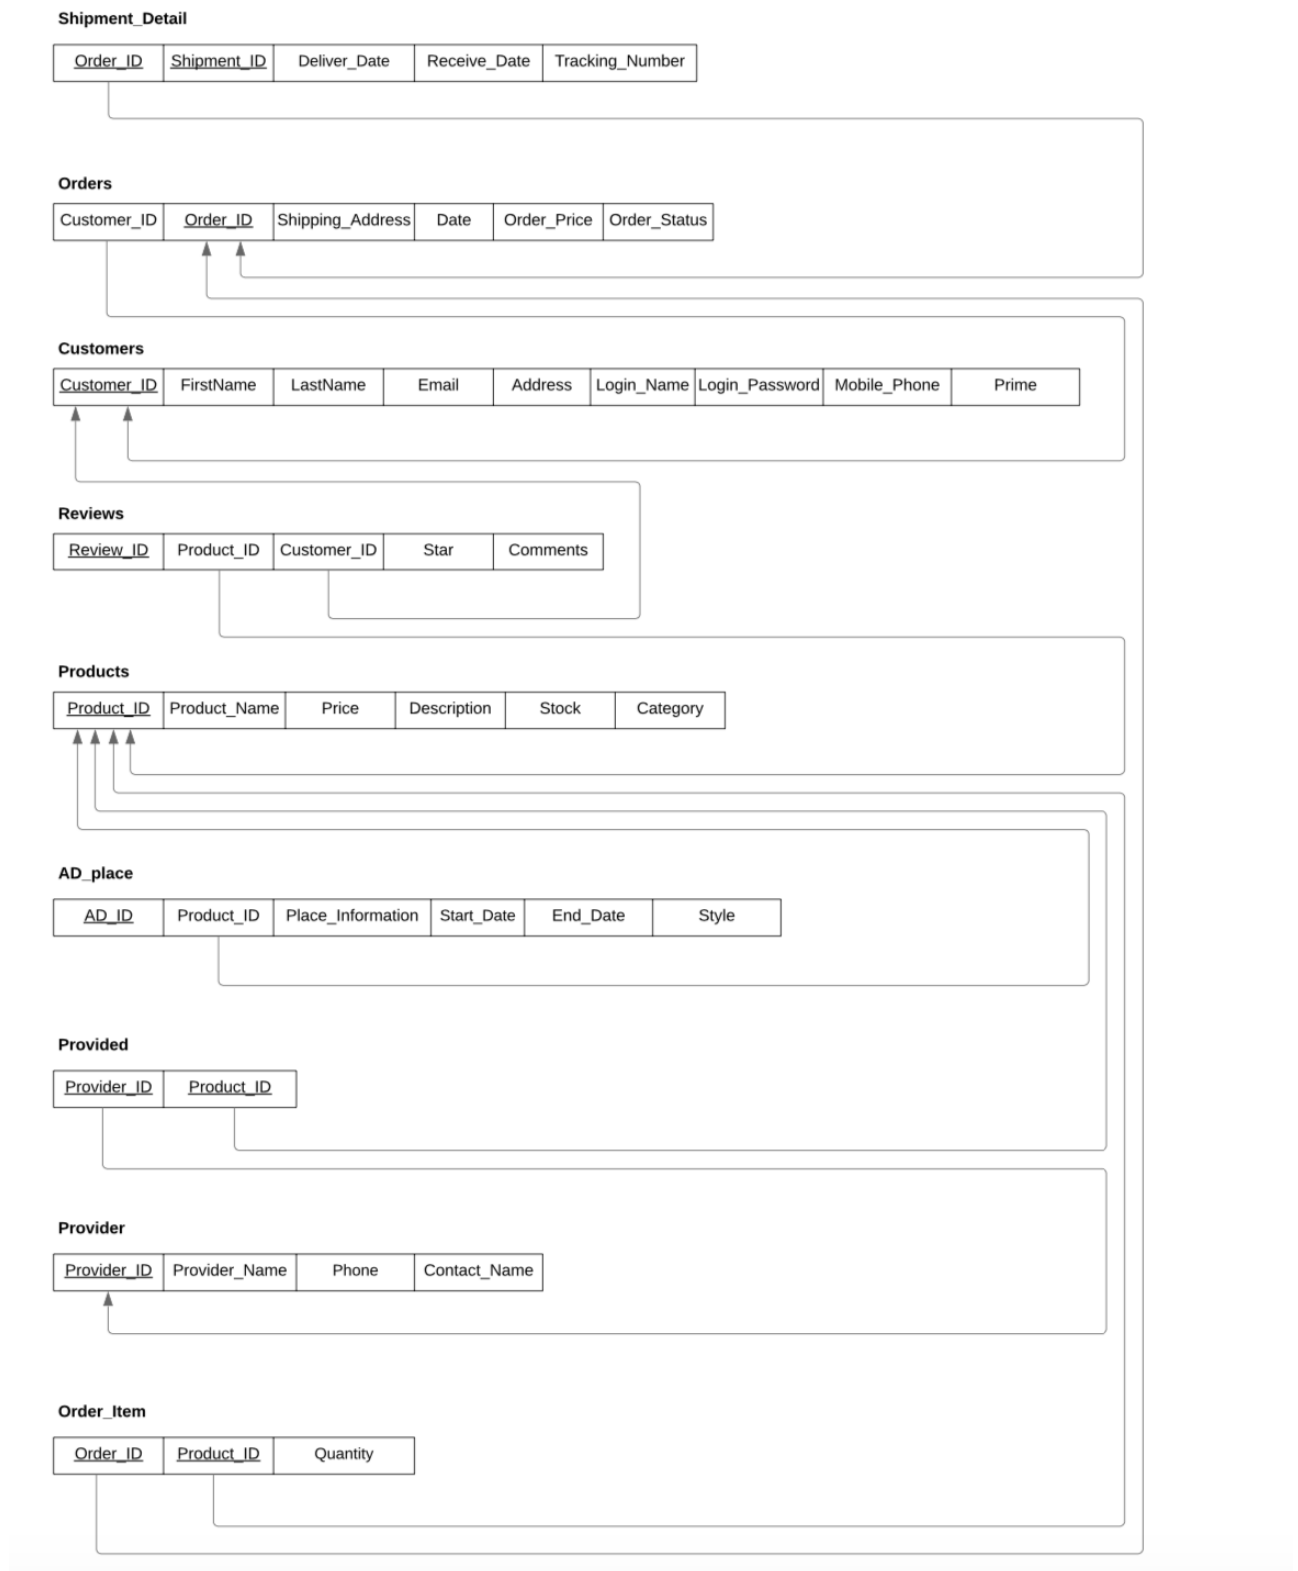 Shipment_Detail
Order_ID Shipment_ID Deliver_Date Receive_Date Tracking_Number
Orders
Customer_ID Order_ID Shipping_Address Date Order_Price Order_Status
Customers
Customer_ID FirstName LastName Email Address Login_Name Login_Password Mobile_Phone Prime
Reviews
Review_ID Product_ID Customer_ID Star Comments
Products
Product_ID Product_Name Price Description Stock Category
AD_place
AD_ID Product_ID Place_Information Start_Date End_Date Style
Provided
Provider_ID Product_ID
Provider
Provider_ID Provider_Name Phone Contact_Name
Order_Item
Order_ID Product_ID Quantity